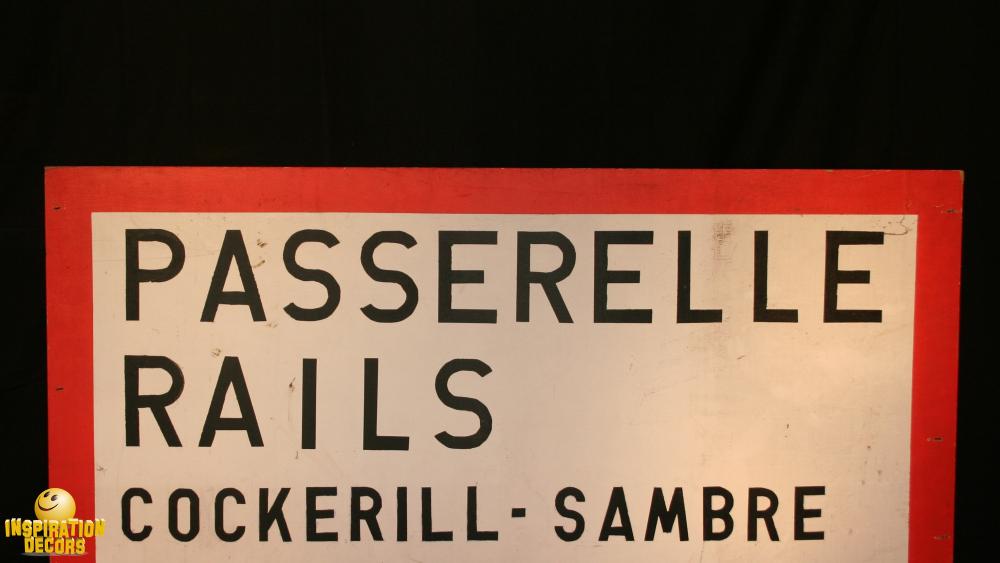 PASSERELLE
RAILS
COCKERILL - SAMBRE
INSPIRATION
DECORS